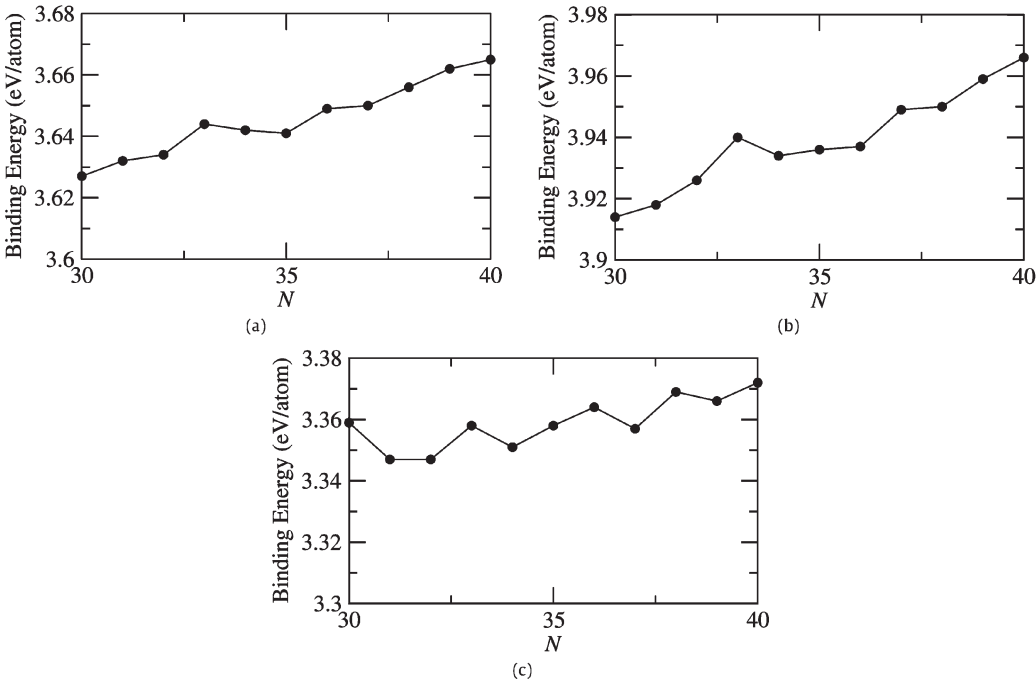 Binding Energy (eV/atom)
3.68
3.66
3.64
3.62
3.6
30
35
40
N
(a)
Binding Energy (eV/atom)
3.98
3.96
3.94
3.92
3.9
30
35
40
N
(b)
Binding Energy (eV/atom)
3.38
3.36
3.34
3.32
3.3
30
35
40
N
(c)